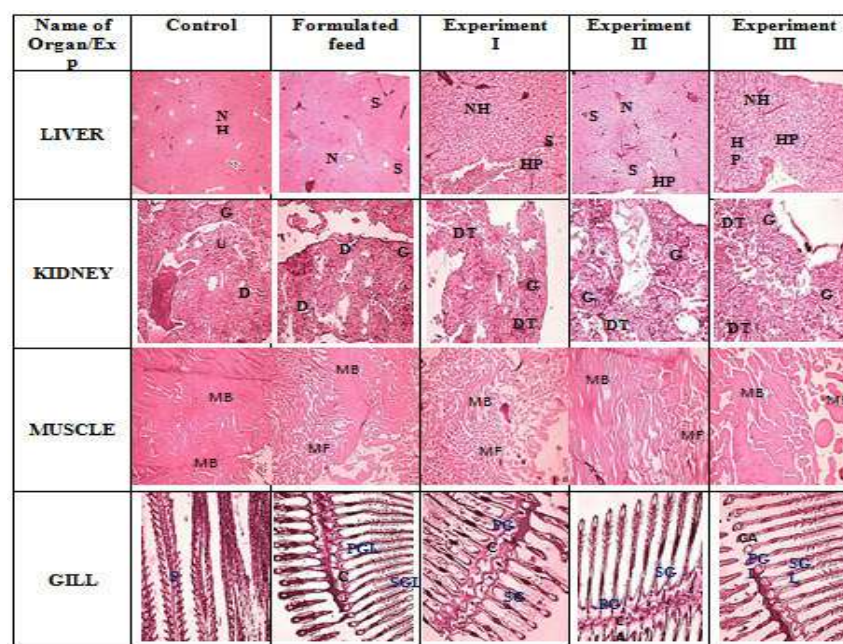 Name of Organ/Ex p Control Formulated feed Experiment I Experiment II Experiment III
LIVER
N H
S N S
NH S HP
S N S HP
NH H P HP
KIDNEY
G U D
D G D
DT G DT
G G DT
DT G DT
MUSCLE
MB MB
MB MF
MB MF
MB MF
MB
GILL
PGL C SGL
PG C SG
SG PG C A
CA PG L SG L